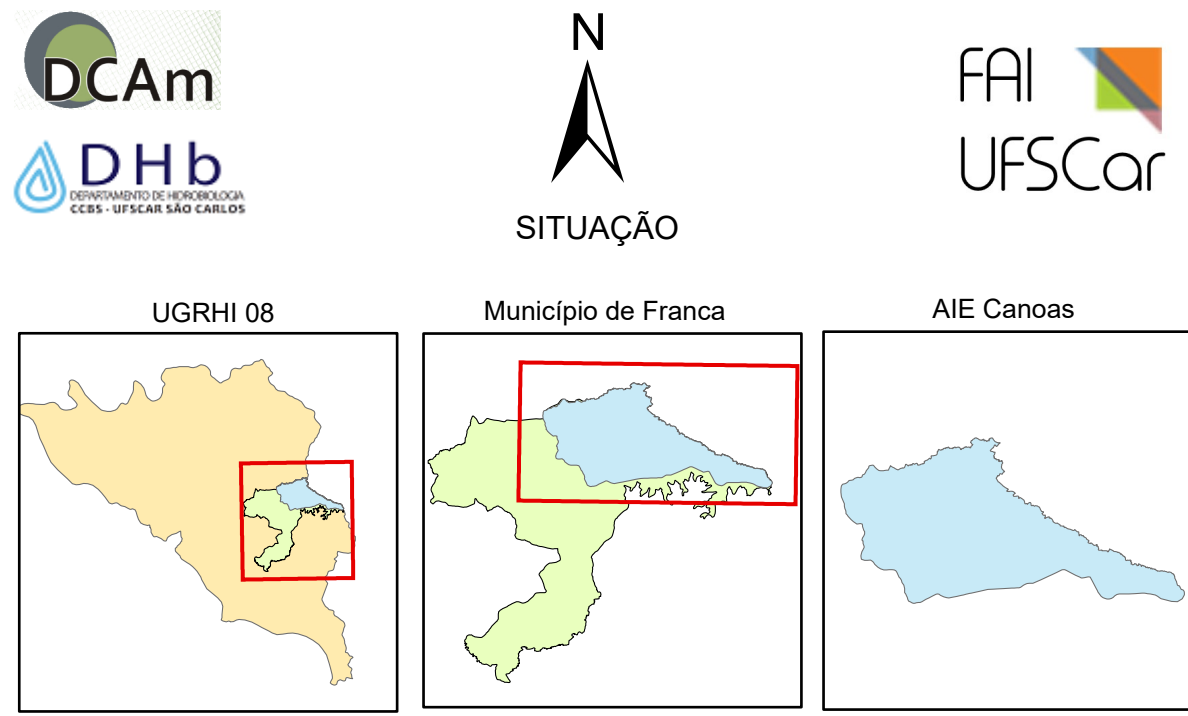 DCAm
DHb
DEPARTAMENTO DE HIDROBIOLOGIA
CCBS - UFSCAR SÃO CARLOS
N
SITUAÇÃO
FAI
UFSCar
UGRHI 08
Município de Franca
AIE Canoas